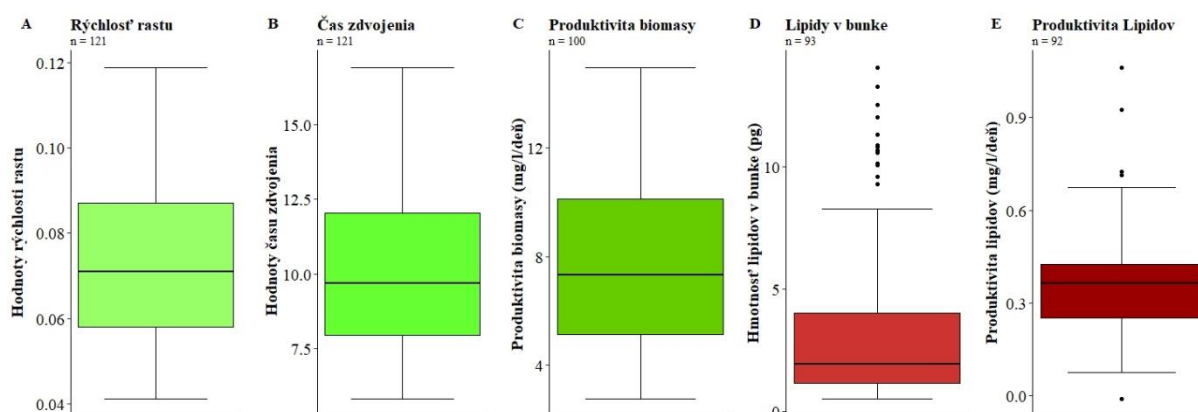 A
Rýchlosť rastu
n = 121
Hodnoty rýchlosti rastu
0.12
0.10
0.08
0.06
0.04
B
Čas zdvojenia
n = 121
Hodnoty času zdvojenia
15.0
12.5
10.0
7.5
C
Produktivita biomasy
n = 100
Produktivita biomasy (mg/l/deň)
12
8
4
D
Lipidy v bunke
n = 93
Hmotnosť lipidov v bunke (pg)
10
5
0
E
Produktivita Lipidov
n = 92
Produktivita lipidov (mg/l/deň)
0.9
0.6
0.3
0.0